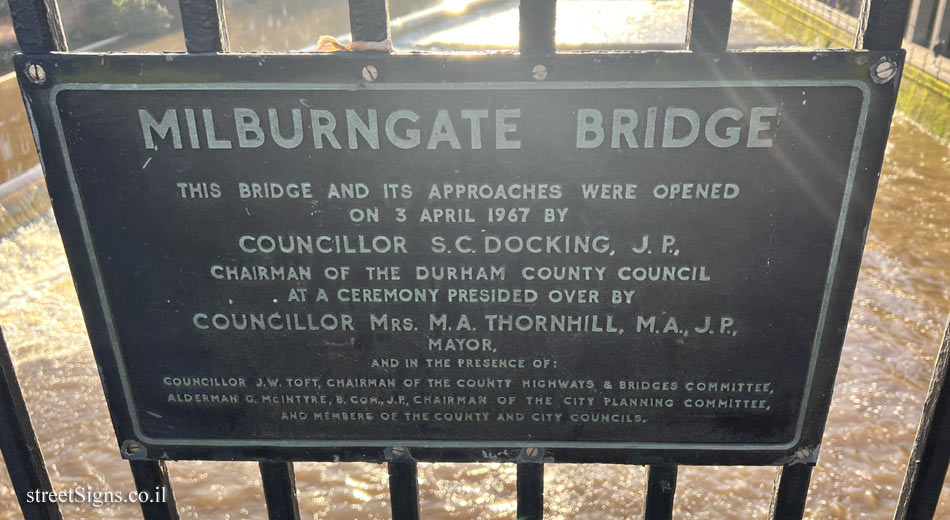 MILBURNGATE BRIDGE
THIS BRIDGE AND ITS APPROACHES WERE OPENED
ON 3 APRIL 1967 BY
COUNCILLOR S.C. DOCKING, J.P.,
CHAIRMAN OF THE DURHAM COUNTY COUNCIL
AT A CEREMONY PRESIDED OVER BY
COUNCILLOR MRS. M.A. THORNHILL, M.A., J.P.,
MAYOR,
AND IN THE PRESENCE OF:
COUNCILLOR J.W. TOFT, CHAIRMAN OF THE COUNTY HIGHWAYS & BRIDGES COMMITTEE,
ALDERMAN G. McINTYRE, B. COM., J.P., CHAIRMAN OF THE CITY PLANNING COMMITTEE,
AND MEMBERS OF THE COUNTY AND CITY COUNCILS.
streetSigns.co.il